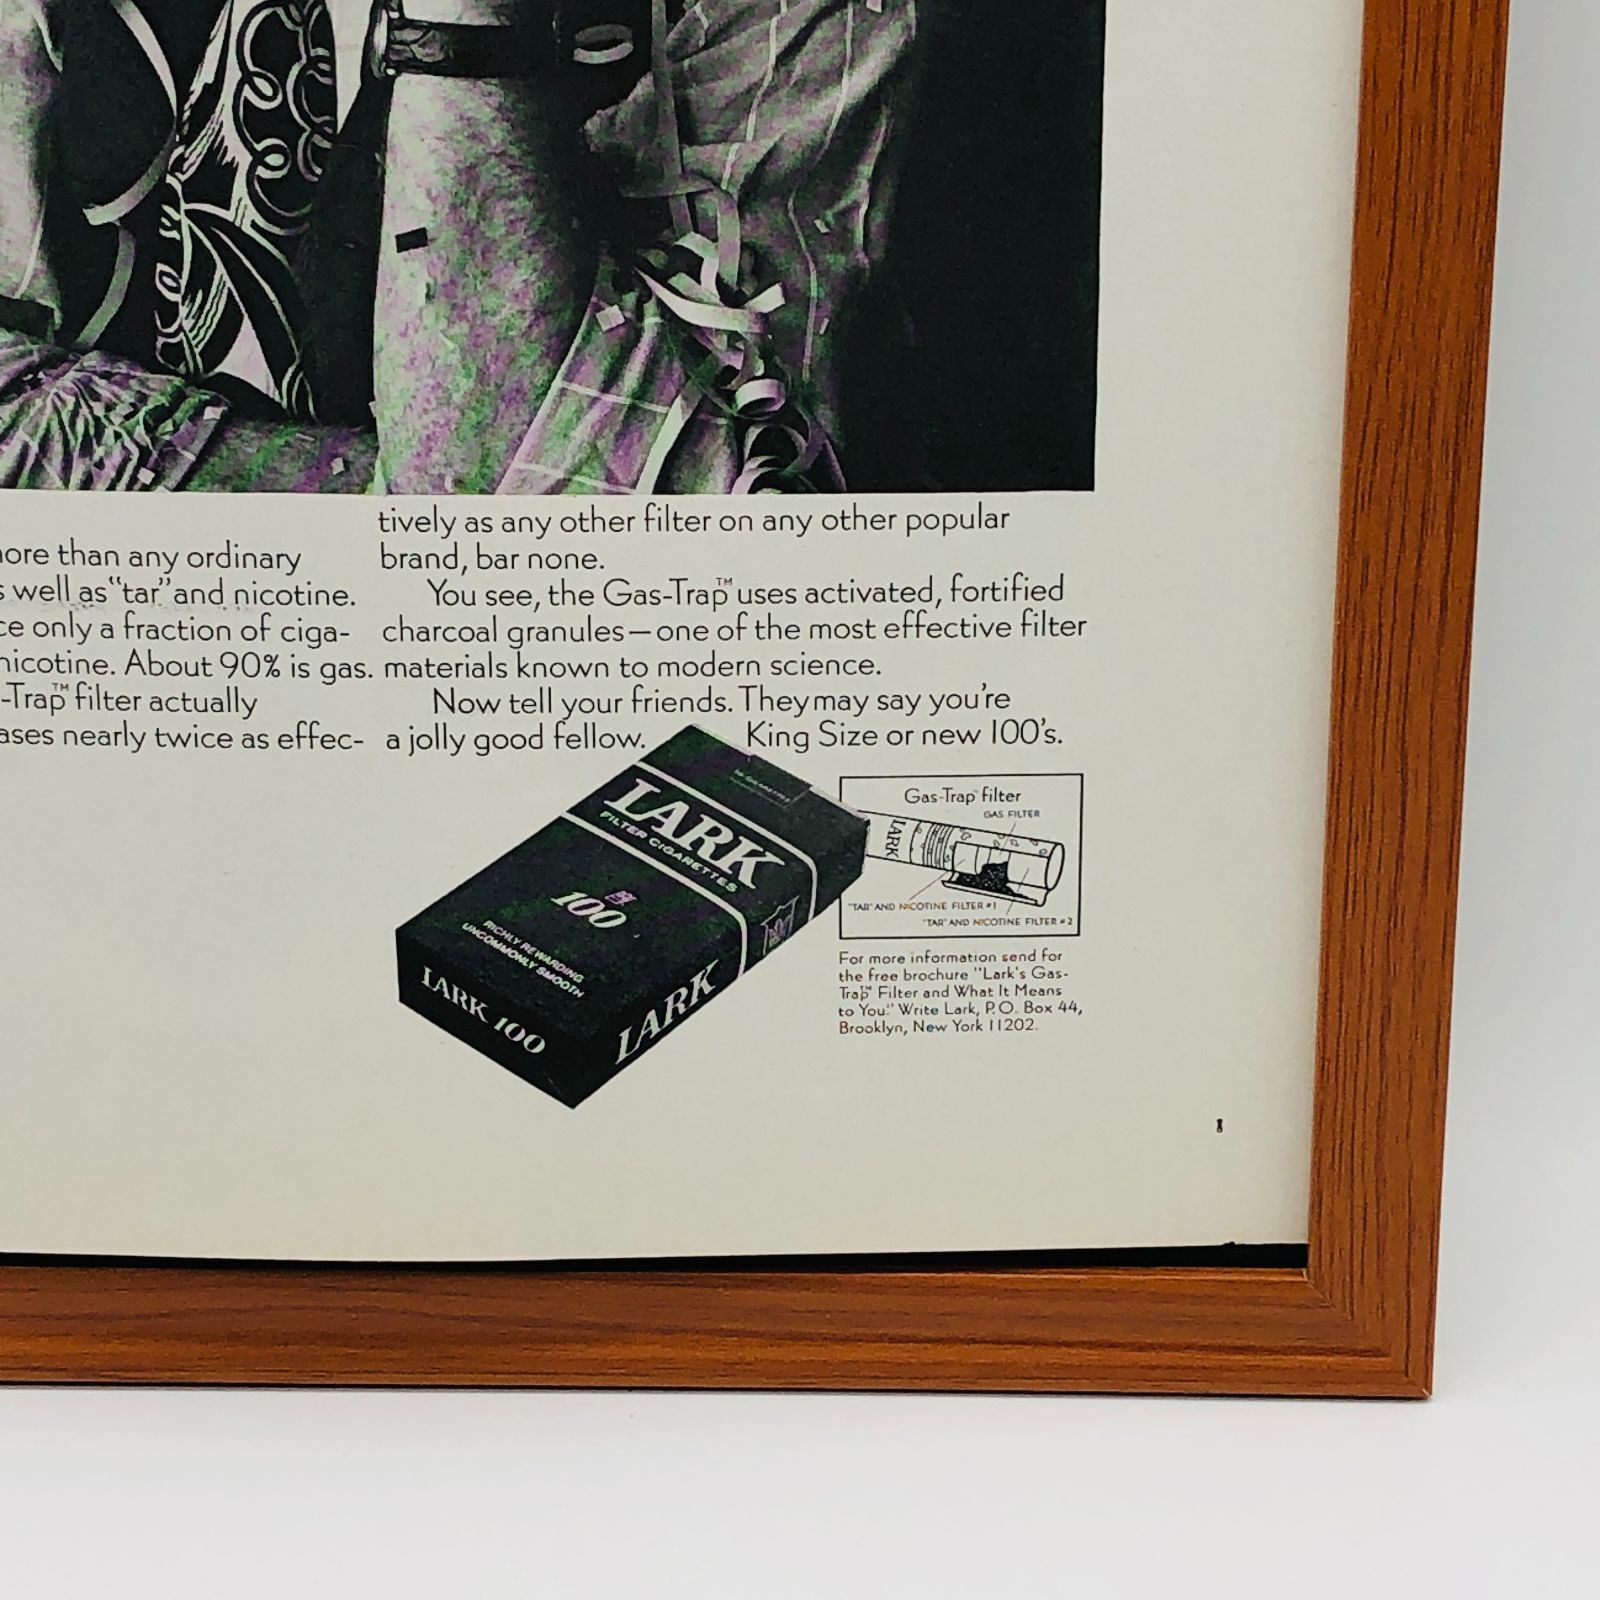 more than any ordinary
well as "tar" and nicotine.
only a fraction of ciga-
nicotine. About 90% is gas.
-Trap™ filter actually
nearly twice as effec-
tively as any other filter on any other popular
brand, bar none.
You see, the Gas-Trap™ uses activated, fortified
charcoal granules—one of the most effective filter
materials known to modern science.
Now tell your friends. They may say you're
a jolly good fellow.
King Size or new 100's.
LARK
FILTER CIGARETTES
100
RICHLY REWARDING
UNCOMMONLY SMOOTH
LARK 100
LARK
Gas-Trap™ filter
GAS FILTER
LARK
"TAR" AND NICOTINE FILTER #1
"TAR" AND NICOTINE FILTER #2
For more information send for
the free brochure "Lark's Gas-
Trap™ Filter and What It Means
to You." Write Lark, P.O. Box 44,
Brooklyn, New York 11202.